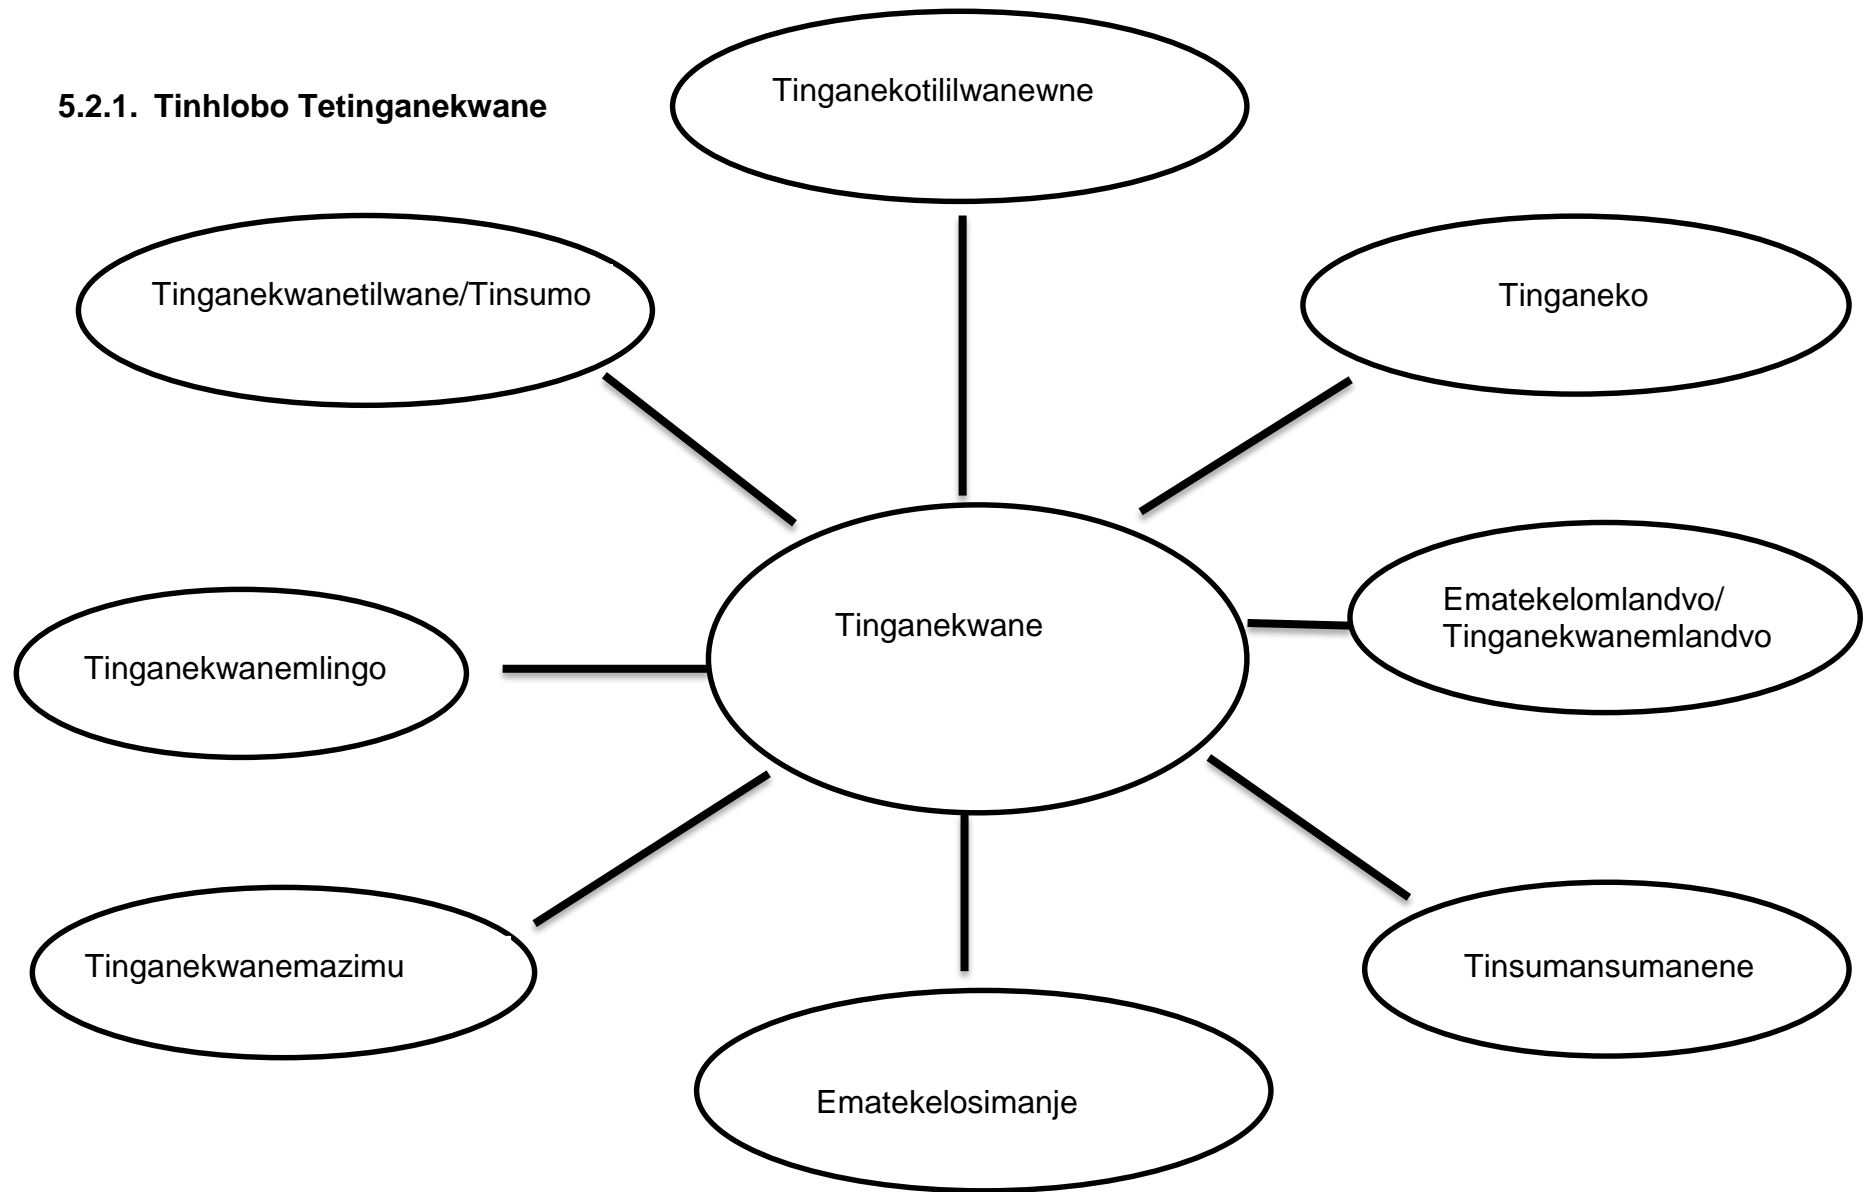 5.2.1. Tinhlobo Tetinganekwane
Tinganekotililwanewne
Tinganekwanetilwane/Tinsumo
Tinganeko
Ematekelomlandvo/
Tinganekwanemlandvo
Tinganekwane
Tinganekwanemlingo
Tinganekwanemazimu
Tinsumansumanene
Ematekelosimanje